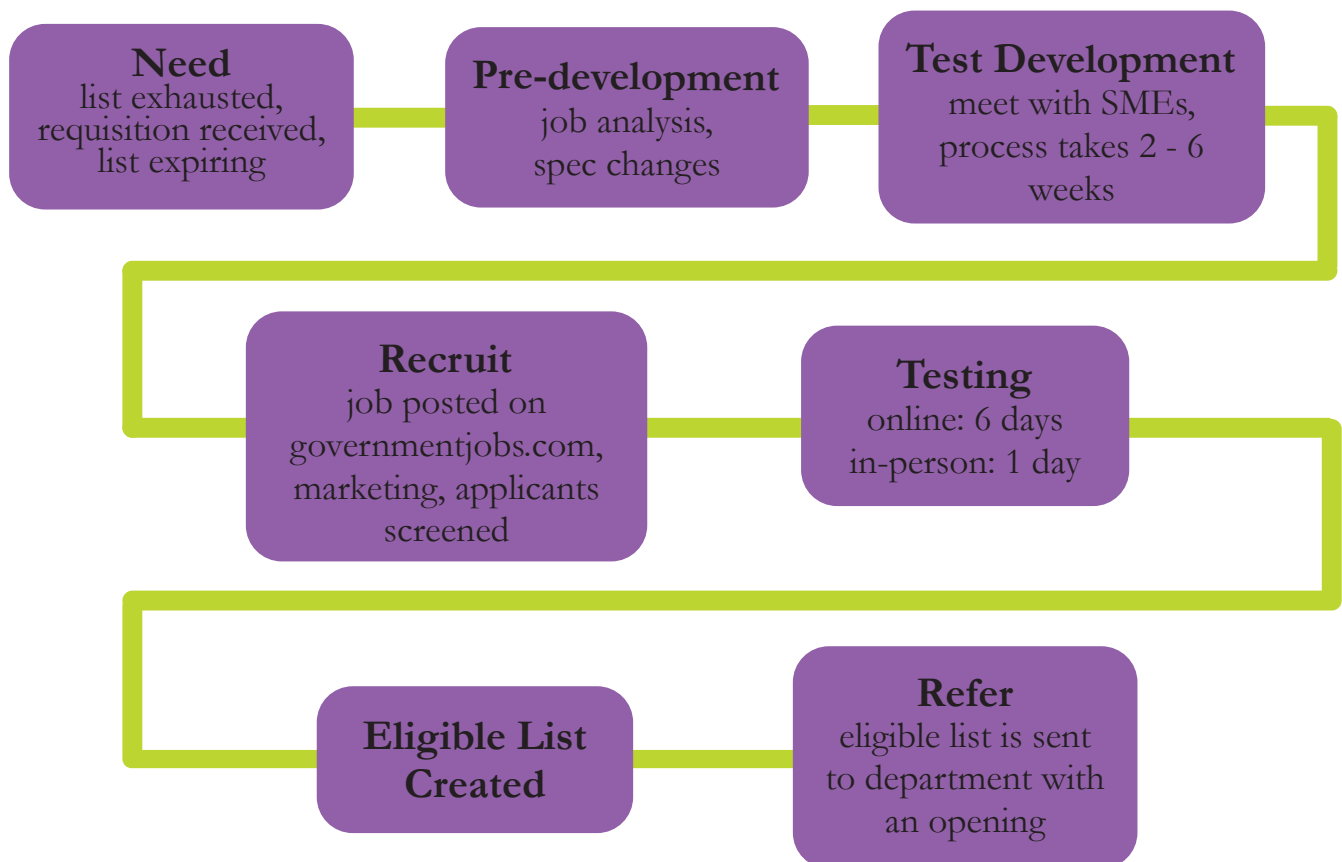 Need
list exhausted,
requisition received,
list expiring
Pre-development
job analysis,
spec changes
Test Development
meet with SMEs,
process takes 2 - 6
weeks
Recruit
job posted on
governmentjobs.com,
marketing, applicants
screened
Testing
online: 6 days
in-person: 1 day
Eligible List
Created
Refer
eligible list is sent
to department with
an opening